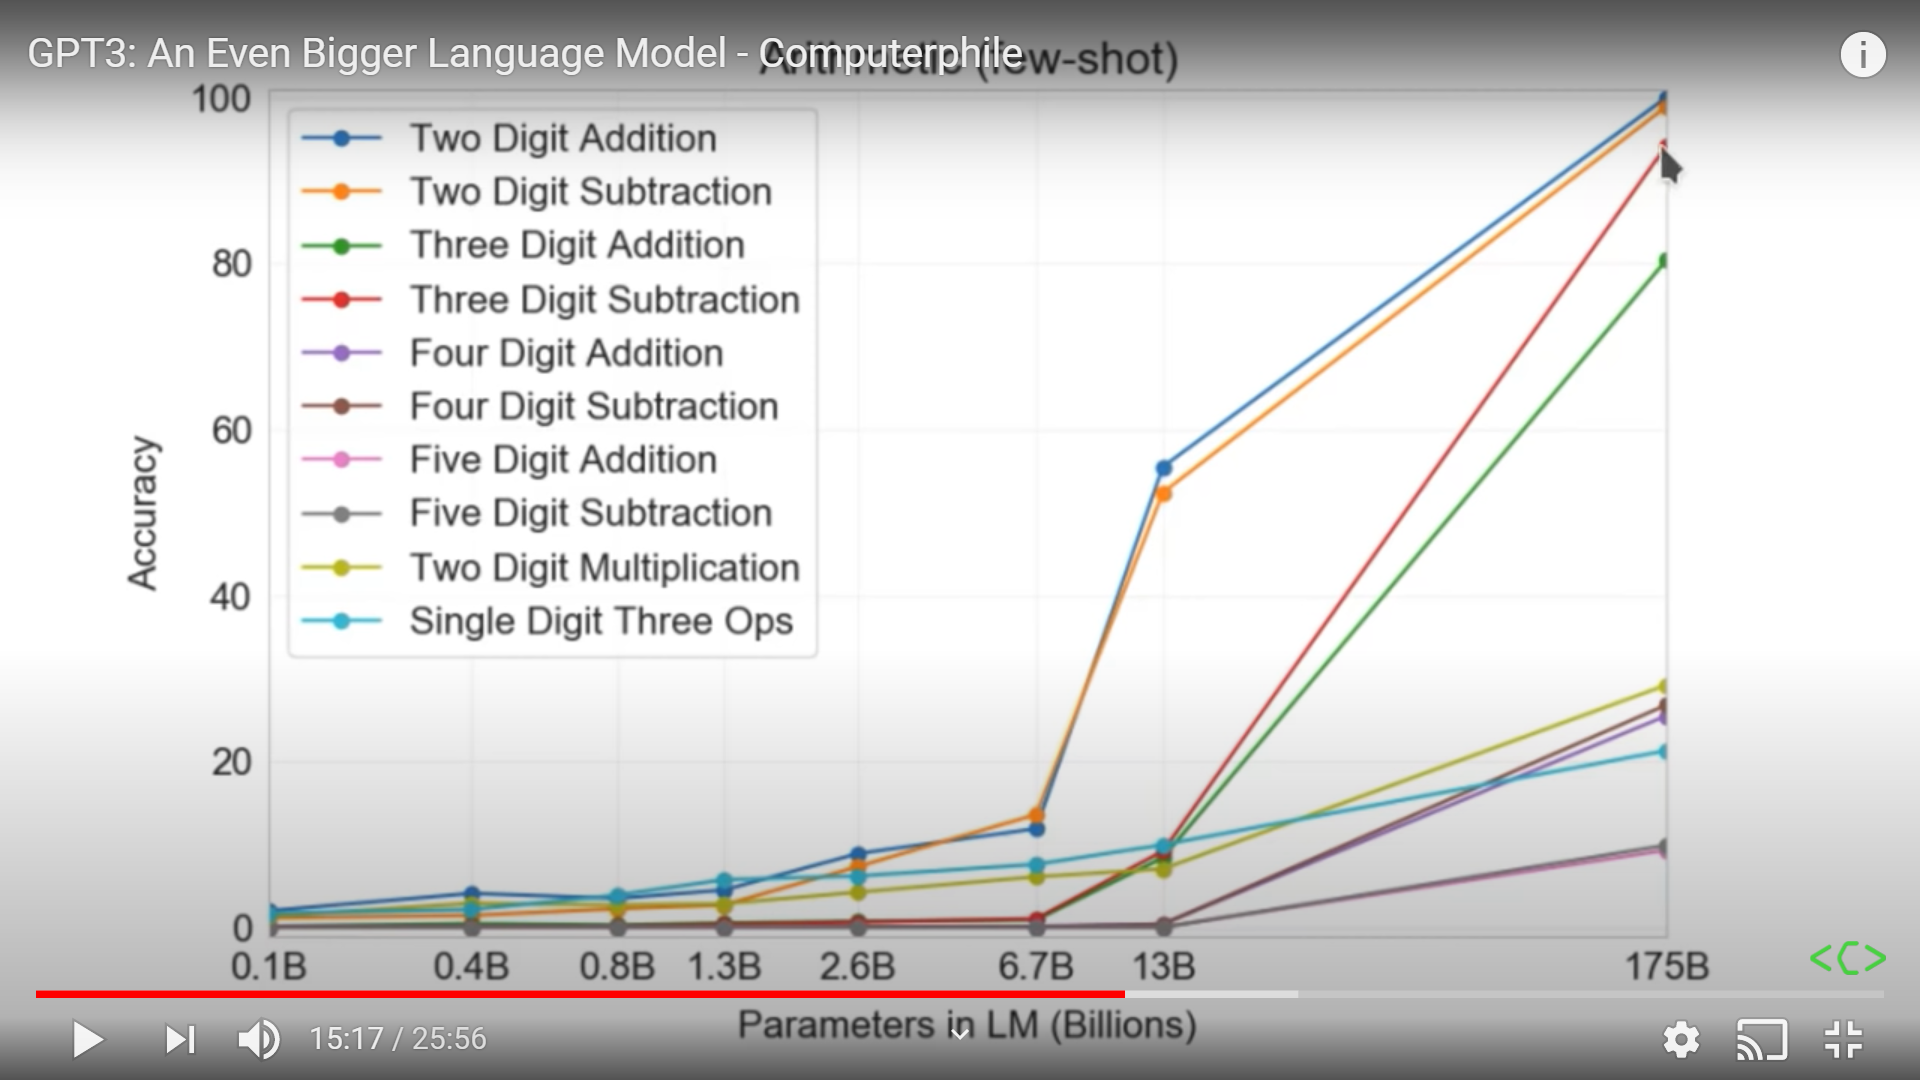 GPT3: An Even Bigger Language Model - Computerphile
Arithmetic (few-shot)
100
80
60
40
20
0
Accuracy
Two Digit Addition
Two Digit Subtraction
Three Digit Addition
Three Digit Subtraction
Four Digit Addition
Four Digit Subtraction
Five Digit Addition
Five Digit Subtraction
Two Digit Multiplication
Single Digit Three Ops
0.1B 0.4B 0.8B 1.3B 2.6B 6.7B 13B 175B
<C>
Parameters in LM (Billions)
15:17 / 25:56